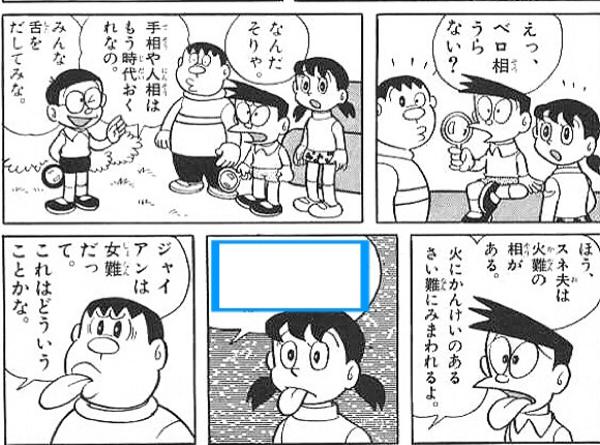 えっ、
ベロ相
うら
ない?
なんだ
そりゃ。
手相や人相は
もう時代おく
れなの。
みんな
舌を
だしてみな。
ほう、
スネ夫は
火難の
相が
ある。
火にかんけいのある
さい難にみまわれるよ。
ジャイ
アンは
女難
だっ
て。
これはどういう
ことかな。